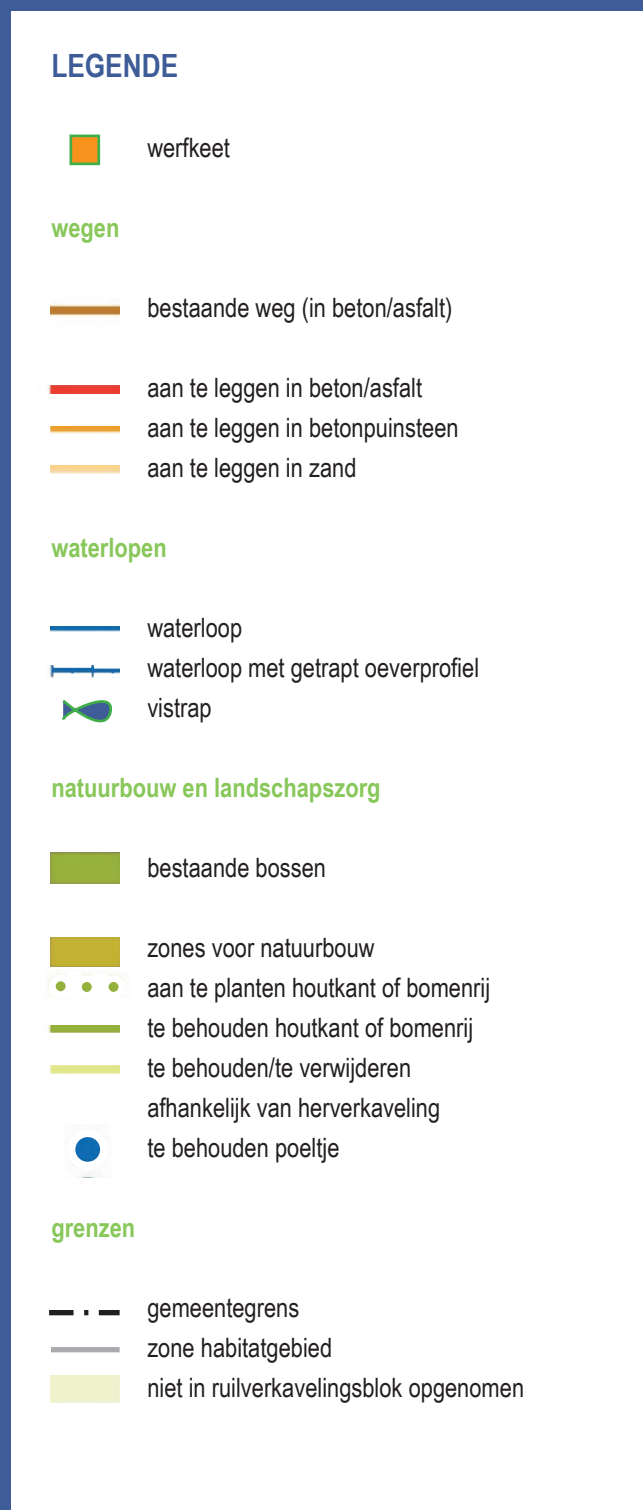 LEGENDE
werfkeet
wegen
bestaande weg (in beton/asfalt)
aan te leggen in beton/asfalt
aan te leggen in betonpuinsteen
aan te leggen in zand
waterlopen
waterloop
waterloop met getrapt oeverprofiel
vistrap
natuurbouw en landschapszorg
bestaande bossen
zones voor natuurbouw
aan te planten houtkant of bomenrij
te behouden houtkant of bomenrij
te behouden/te verwijderen
afhankelijk van herverkaveling
te behouden poeltje
grenzen
gemeentegrens
zone habitatgebied
niet in ruilverkavelingsblok opgenomen